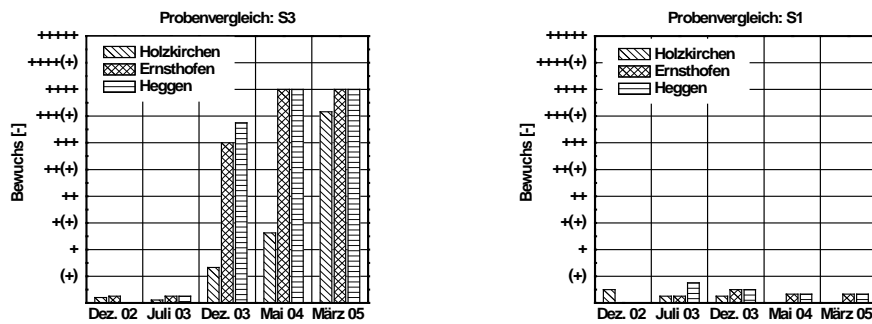 Probenvergleich: S3
Bewuchs [-]
+++++
++++(+)
++++
+++(+)
+++
++(+)
++
+(+)
+
(+)
Holzkirchen
Ernsthofen
Heggen
Dez. 02 Juli 03 Dez. 03 Mai 04 März 05
Probenvergleich: S1
Bewuchs [-]
+++++
++++(+)
++++
+++(+)
+++
++(+)
++
+(+)
+
(+)
Holzkirchen
Ernsthofen
Heggen
Dez. 02 Juli 03 Dez. 03 Mai 04 März 05